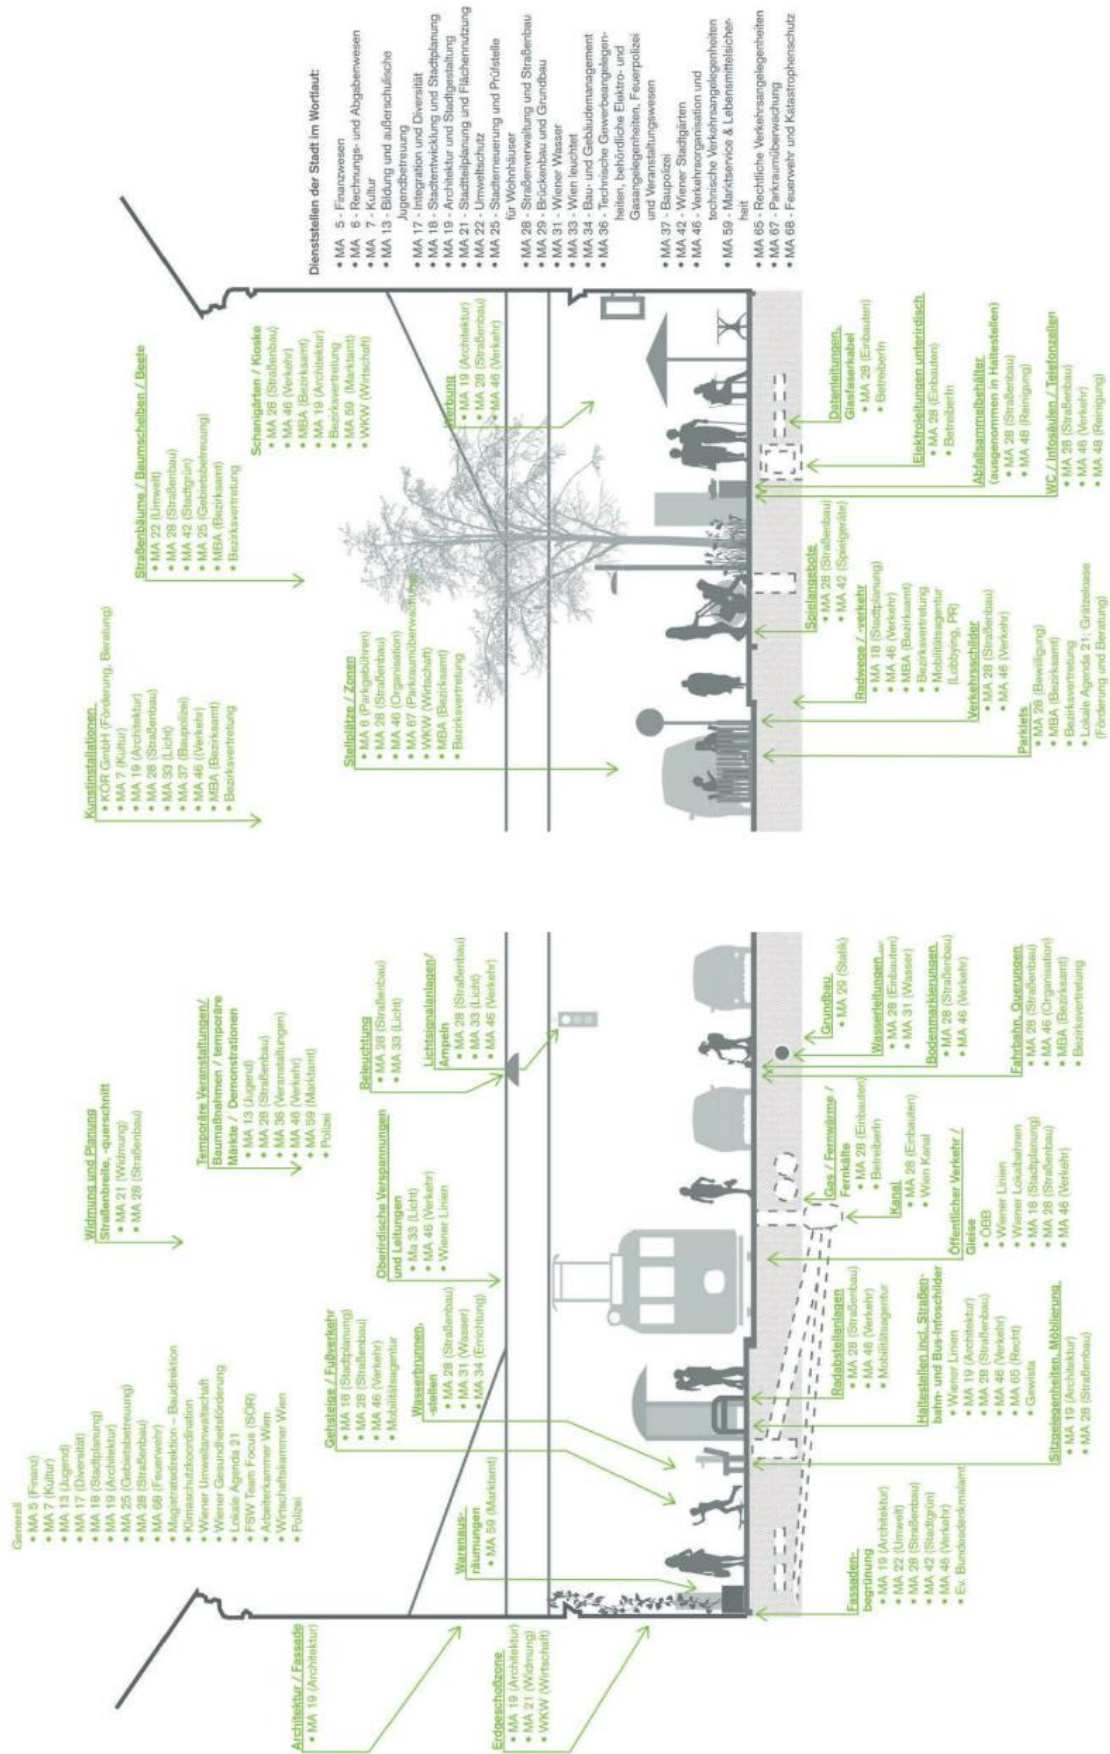 Generell
• MA 5 (Finanz)
• MA 7 (Kultur)
• MA 13 (Jugend)
• MA 17 (Diversität)
• MA 18 (Stadtplanung)
• MA 19 (Architektur)
• MA 25 (Gebietsbetreuung)
• MA 28 (Straßenbau)
• MA 68 (Feuerwehr)
• Magistratsdirektion – Baudirektion
• Klimaschutzkoordination
• Wiener Umweltanwaltschaft
• Wiener Gesundheitsförderung
• Lokale Agenda 21
• FSW Team Focus (SOR)
• Arbeiterkammer Wien
• Wirtschaftskammer Wien
• Polizei
Widmung und Planung
Straßenbreite, -querschnitt
• MA 21 (Widmung)
• MA 28 (Straßenbau)
Temporäre Veranstaltungen/
Baumaßnahmen / temporäre
Märkte / Demonstrationen
• MA 13 (Jugend)
• MA 28 (Straßenbau)
• MA 36 (Veransaltungen)
• MA 46 (Verkehr)
• MA 59 (Marktamt)
• Polizei
Kunstinstallationen
• KÖR GmbH (Förderung, Beratung)
• MA 7 (Kultur)
• MA 19 (Architektur)
• MA 28 (Straßenbau)
• MA 33 (Licht)
• MA 37 (Baupolizei)
• MA 46 ((Verkehr)
• MBA (Bezirksamt)
• Bezirksvertretung
Straßenbäume / Baumscheiben / Beete
• MA 22 (Umwelt)
• MA 28 (Straßenbau)
• MA 42 (Stadtgrün)
• MA 25 (Gebietsbetreuung)
• MBA (Bezirksamt)
• Bezirksvertretung
Schanigärten / Kioske
• MA 28 (Straßenbau)
• MA 46 (Verkehr)
• MBA (Bezirksamt)
• MA 19 (Architektur)
• Bezirksvertretung
• MA 59 (Marktamt)
• WKW (Wirtschaft)
Dienststellen der Stadt im Wortlaut:
• MA 5 - Finanzwesen
• MA 6 - Rechnungs- und Abgabenwesen
• MA 7 - Kultur
• MA 13 - Bildung und außerschulische
Jugendbetreuung
• MA 17 - Integration und Diversität
• MA 18 - Stadtentwicklung und Stadtplanung
• MA 19 - Architektur und Stadtgestaltung
• MA 21 - Stadtteilplanung und Flächennutzung
• MA 22 - Umweltschutz
• MA 25 - Stadterneuerung und Prüfstelle
für Wohnhäuser
• MA 28 - Straßenverwaltung und Straßenbau
• MA 29 - Brückenbau und Grundbau
• MA 31 - Wiener Wasser
• MA 33 - Wien leuchtet
• MA 34 - Bau- und Gebäudemanagement
• MA 36 - Technische Gewerbeangelegen-
heiten, behördliche Elektro- und
Gasangelegenheiten, Feuerpolizei
und Veranstaltungswesen
• MA 37 - Baupolizei
• MA 42 - Wiener Stadtgärten
• MA 46 - Verkehrsorganisation und
technische Verkehrsangelegenheiten
• MA 59 - Marktservice & Lebensmittelsicher-
heit
• MA 65 - Rechtliche Verkehrsangelegenheiten
• MA 67 - Parkraumüberwachung
• MA 68 - Feuerwehr und Katastrophenschutz
Architektur / Fassade
• MA 19 (Architektur)
Gehsteige / Fußverkehr
• MA 18 (Stadtplanung)
• MA 28 (Straßenbau)
• MA 46 (Verkehr)
• Mobilitätsagentur
Oberirdische Verspannungen
und Leitungen
• Ma 33 (Licht)
• MA 46 (Verkehr)
• Wiener Linien
Beleuchtung
• MA 28 (Straßenbau)
• MA 33 (Licht)
Lichtsignalanlagen/
Ampeln
• MA 28 (Straßenbau)
• MA 33 (Licht)
• MA 46 (Verkehr)
Stellplätze / Zonen
• MA 6 (Parkgebühren)
• MA 28 (Straßenbau)
• MA 46 (Organisation)
• MA 67 (Parkraumüberwachung)
• WKW (Wirtschaft)
• MBA (Bezirksamt)
• Bezirksvertretung
Werbung
• MA 19 (Architektur)
• MA 28 (Straßenbau)
• MA 46 (Verkehr)
Erdgeschoßzone
• MA 19 (Architektur)
• MA 21 (Widmung)
• WKW (Wirtschaft)
Warenaus-
räumungen
• MA 59 (Marktamt)
Wasserbrunnen,
-stellen
• MA 28 (Straßenbau)
• MA 31 (Wasser)
• MA 34 (Errichtung)
Fassaden-
begrünung
• MA 19 (Architektur)
• MA 22 (Umwelt)
• MA 28 (Straßenbau)
• MA 42 (Stadtgrün)
• MA 46 (Verkehr)
• Ev. Bundesdenkmalamt
Radabstellanlagen
• MA 28 (Straßenbau)
• MA 46 (Verkehr)
• Mobilitätsagentur
Haltestellen incl. Straßen-
bahn- und Bus-Infoschilder
• Wiener Linien
• MA 19 (Architektur)
• MA 28 (Straßenbau)
• MA 46 (Verkehr)
• MA 65 (Recht)
• Gewista
Sitzgelegenheiten, Möblierung
• MA 19 (Architektur)
• MA 28 (Straßenbau)
Gas / Fernwärme /
Fernkälte
• MA 28 (Einbauten)
• BetreiberIn
Kanal
• MA 28 (Einbauten)
• Wien Kanal
Öffentlicher Verkehr /
Gleise
• ÖBB
• Wiener Linien
• Wiener Lokalbahnen
• MA 18 (Stadtplanung)
• MA 28 (Straßenbau)
• MA 46 (Verkehr)
Grundbau
• MA 29 (Statik)
Wasserleitungen
• MA 28 (Einbauten)
• MA 31 (Wasser)
Bodenmarkierungen
• MA 28 (Straßenbau)
• MA 46 (Verkehr)
Fahrbahn, Querungen
• MA 28 (Straßenbau)
• MA 46 (Organisation)
• MBA (Bezirksamt)
• Bezirksvertretung
Spielangebote
• MA 28 (Straßenbau)
• MA 42 (Spielgeräte)
Radwege / -verkehr
• MA 18 (Stadtplanung)
• MA 46 (Verkehr)
• MBA (Bezirksamt)
• Bezirksvertretung
• Mobilitätsagentur
(Lobbying, PR)
Verkehrsschilder
• MA 28 (Straßenbau)
• MA 46 (Verkehr)
Parklets
• MA 28 (Bewilligung)
• MBA (Bezirksamt)
• Bezirksvertretung
• Lokale Agenda 21; Grätzeloase
(Förderung und Beratung)
Datenleitungen,
Glasfaserkabel
• MA 28 (Einbauten)
• BetreiberIn
Elektroleitungen unterirdisch
• MA 28 (Einbauten)
• BetreiberIn
Abfallsammelbehälter
(ausgenommen in Haltestellen)
• MA 28 (Straßenbau)
• MA 48 (Reinigung)
WC / Infosäulen / Telefonzellen
• MA 28 (Straßenbau)
• MA 46 (Verkehr)
• MA 48 (Reinigung)